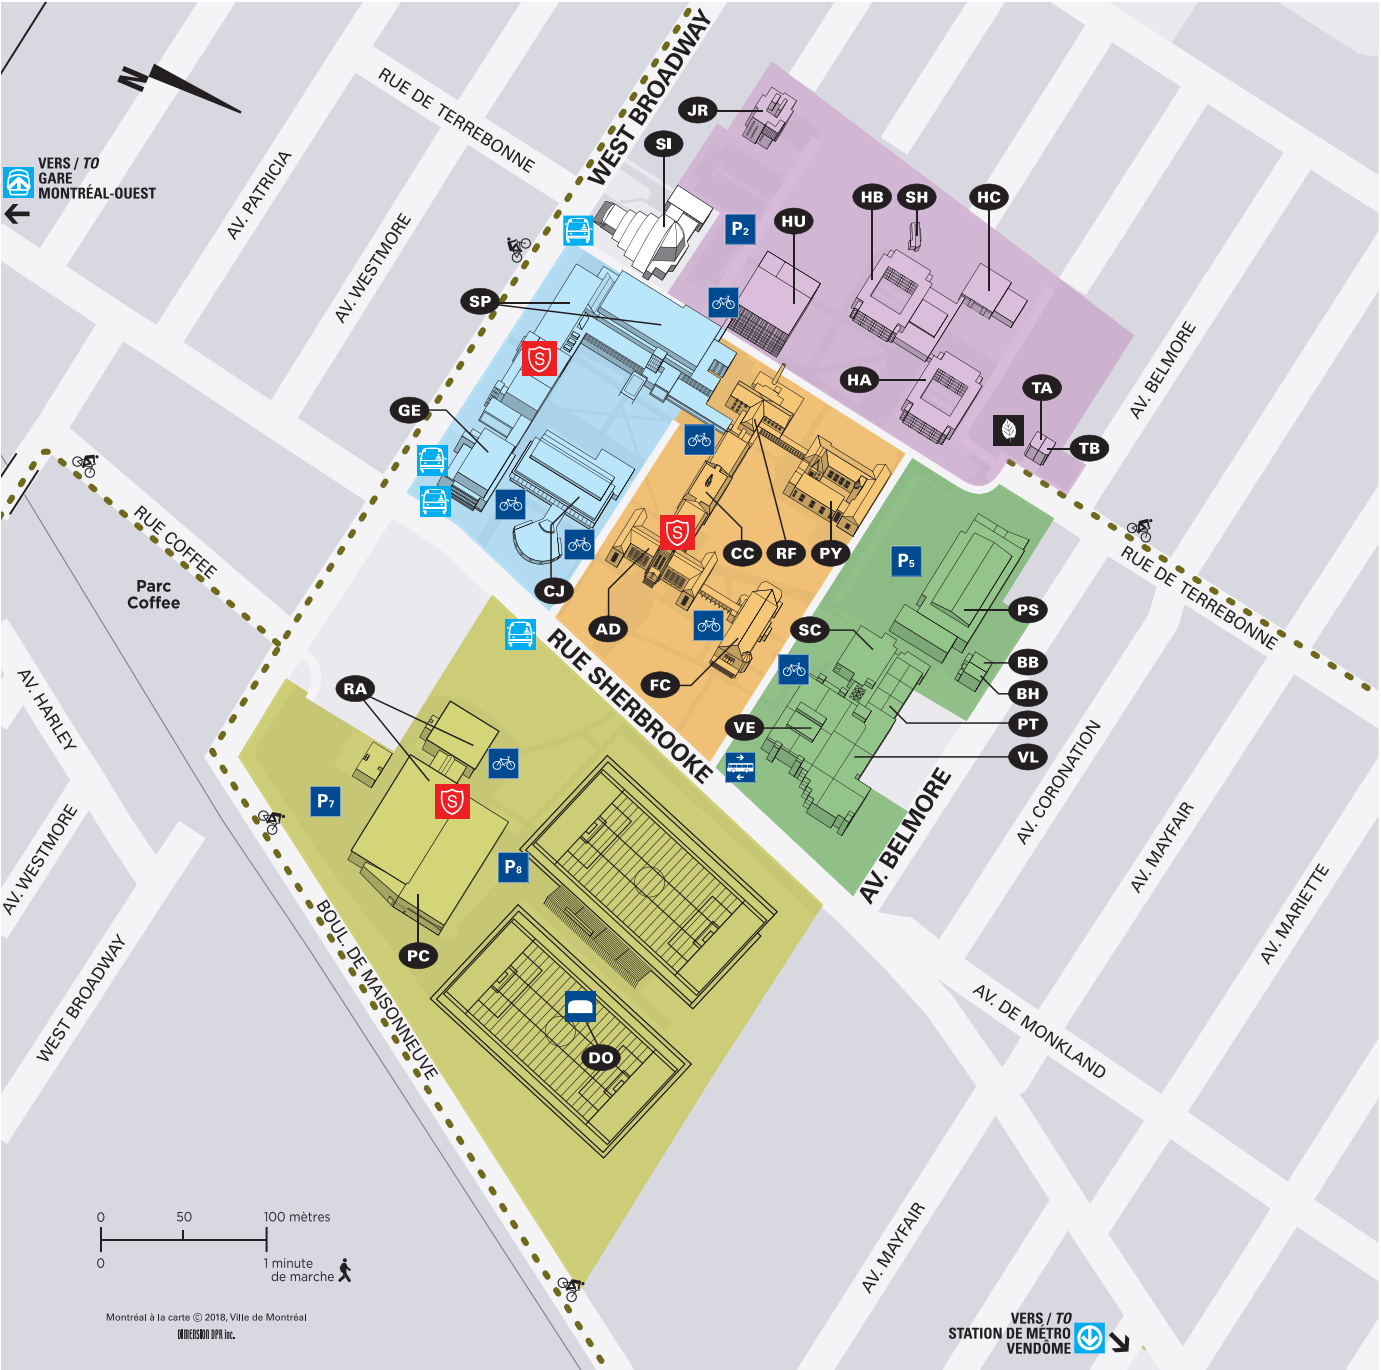 N
VERS / TO
GARE
MONTRÉAL-OUEST
RUE DE TERREBONNE
WEST BROADWAY
AV. PATRICIA
AV. WESTMORE
JR
SI
P2
HU
HB
SH
HC
SP
S
GE
HA
TA
TB
AV. BELMORE
RUE COFFEE
Parc
Coffee
CJ
AD
S
CC
RF
PY
FC
P5
SC
PS
BB
BH
PT
VE
VL
RUE DE TERREBONNE
RUE SHERBROOKE
AV. HARLEY
RA
P7
S
P8
PC
DO
AV. BELMORE
AV. CORONATION
AV. MAYFAIR
AV. MARIETTE
AV. WESTMORE
WEST BROADWAY
BOUL. DE MAISONNEUVE
AV. DE MONKLAND
AV. MAYFAIR
0 50 100 mètres
0 1 minute
de marche
Montréal à la carte © 2018, Ville de Montréal
DIMENSION DPR inc.
VERS / TO
STATION DE MÉTRO
VENDÔME